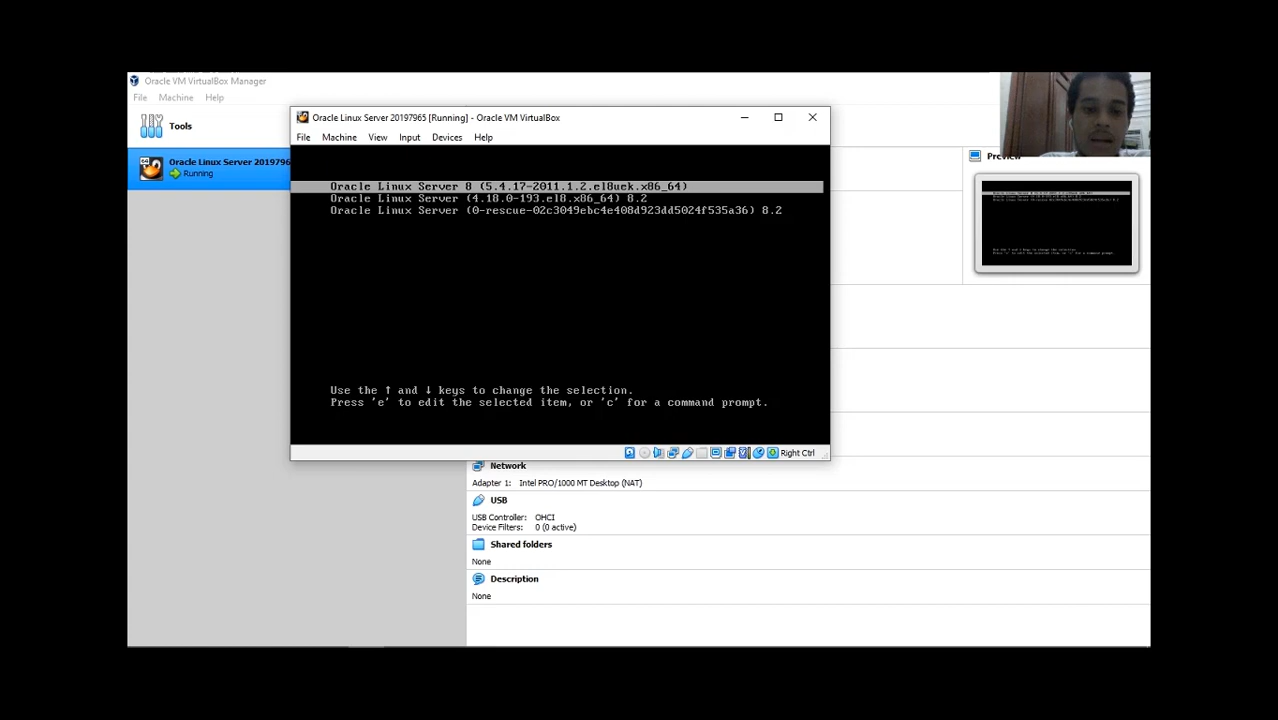 Oracle VM VirtualBox Manager
File Machine Help
Tools
Oracle Linux Server 2019796
Running
Oracle Linux Server 20197965 [Running] - Oracle VM VirtualBox
File Machine View Input Devices Help
Oracle Linux Server 8 (5.4.17-2011.1.2.el8uek.x86_64)
Oracle Linux Server (4.18.0-193.el8.x86_64) 8.2
Oracle Linux Server (0-rescue-02c3049ebc4e408d923dd5024f535a36) 8.2
Use the ↑ and ↓ keys to change the selection.
Press 'e' to edit the selected item, or 'c' for a command prompt.
Right Ctrl
Network
Adapter 1: Intel PRO/1000 MT Desktop (NAT)
USB
USB Controller: OHCI
Device Filters: 0 (0 active)
Shared folders
None
Description
None